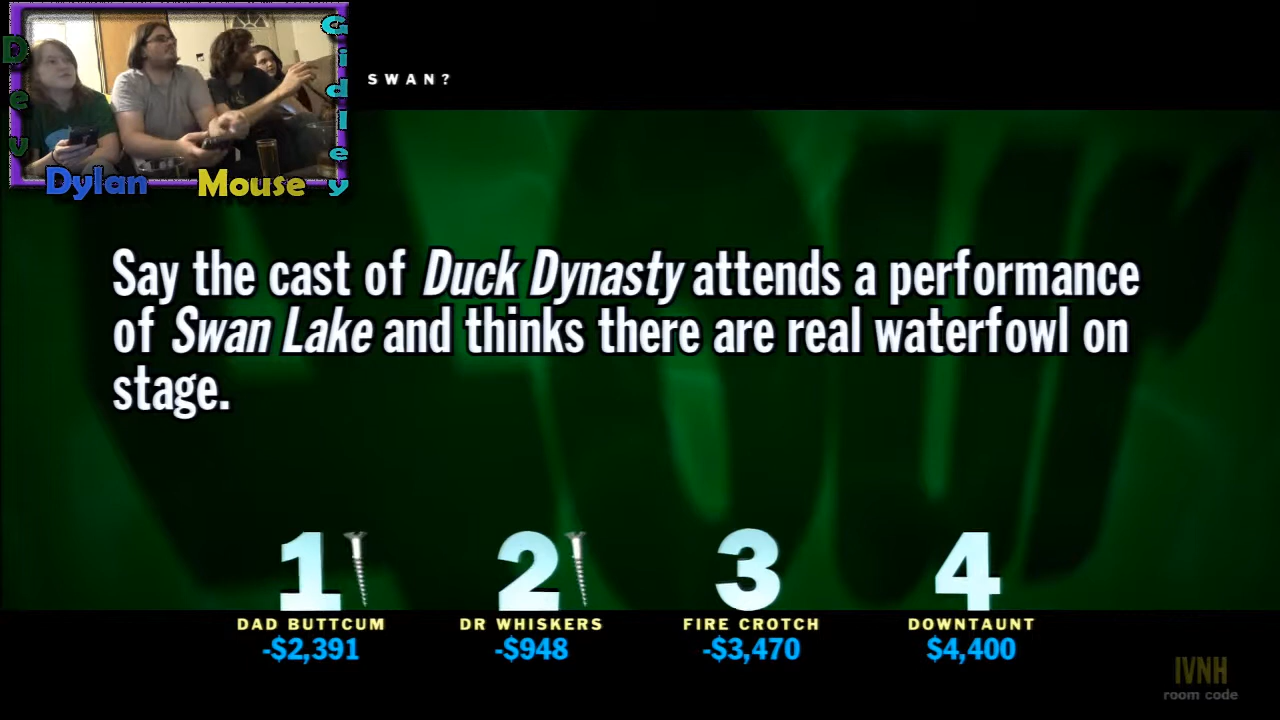 Dev
Gidley
Dylan
Mouse
SWAN?
Say the cast of Duck Dynasty attends a performance
of Swan Lake and thinks there are real waterfowl on
stage.
1 2 3 4
DAD BUTTCUM DR WHISKERS FIRE CROTCH DOWNTAUNT
-$2,391 -$948 -$3,470 $4,400
IVNH
room code